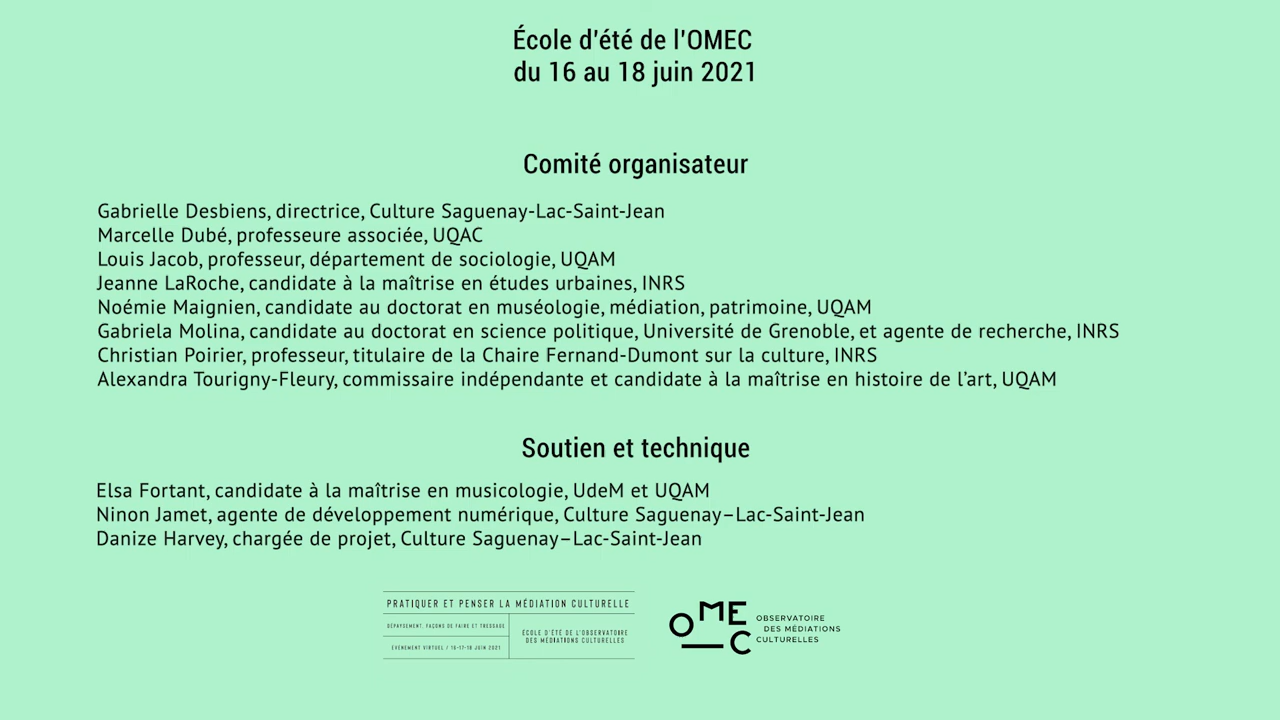 École d'été de l'OMEC
du 16 au 18 juin 2021
Comité organisateur
Gabrielle Desbiens, directrice, Culture Saguenay-Lac-Saint-Jean
Marcelle Dubé, professeure associée, UQAC
Louis Jacob, professeur, département de sociologie, UQAM
Jeanne LaRoche, candidate à la maîtrise en études urbaines, INRS
Noémie Maignien, candidate au doctorat en muséologie, médiation, patrimoine, UQAM
Gabriela Molina, candidate au doctorat en science politique, Université de Grenoble, et agente de recherche, INRS
Christian Poirier, professeur, titulaire de la Chaire Fernand-Dumont sur la culture, INRS
Alexandra Tourigny-Fleury, commissaire indépendante et candidate à la maîtrise en histoire de l’art, UQAM
Soutien et technique
Elsa Fortant, candidate à la maîtrise en musicologie, UdeM et UQAM
Ninon Jamet, agente de développement numérique, Culture Saguenay–Lac-Saint-Jean
Danize Harvey, chargée de projet, Culture Saguenay–Lac-Saint-Jean
PRATIQUER ET PENSER LA MÉDIATION CULTURELLE
DÉPAYSEMENT, FAÇONS DE FAIRE ET TRESSAGE
ÉVÉNEMENT VIRTUEL / 16-17-18 JUIN 2021
ÉCOLE D'ÉTÉ DE L'OBSERVATOIRE
DES MÉDIATIONS CULTURELLES
OMEC
OBSERVATOIRE
DES MÉDIATIONS
CULTURELLES